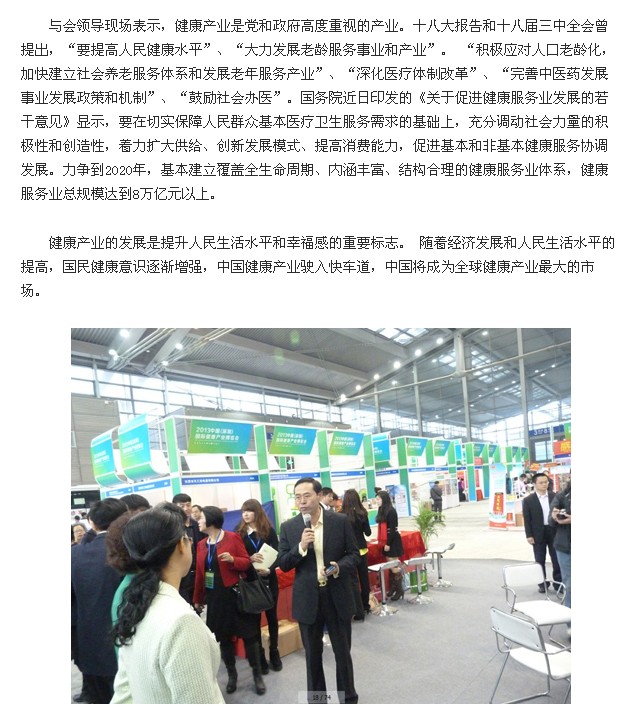 与会领导现场表示，健康产业是党和政府高度重视的产业。十八大报告和十八届三中全会曾
提出，“要提高人民健康水平”、“大力发展老龄服务事业和产业”。 “积极应对人口老龄化，
加快建立社会养老服务体系和发展老年服务产业”、“深化医疗体制改革”、“完善中医药发展
事业发展政策和机制”、“鼓励社会办医”。国务院近日印发的《关于促进健康服务业发展的若
干意见》显示，要在切实保障人民群众基本医疗卫生服务需求的基础上，充分调动社会力量的积
极性和创造性，着力扩大供给、创新发展模式、提高消费能力，促进基本和非基本健康服务协调
发展。力争到2020年，基本建立覆盖全生命周期、内涵丰富、结构合理的健康服务业体系，健康
服务业总规模达到8万亿元以上。
健康产业的发展是提升人民生活水平和幸福感的重要标志。 随着经济发展和人民生活水平的
提高，国民健康意识逐渐增强，中国健康产业驶入快车道，中国将成为全球健康产业最大的市
场。
2013中国（深圳）
国际健康产业博览会